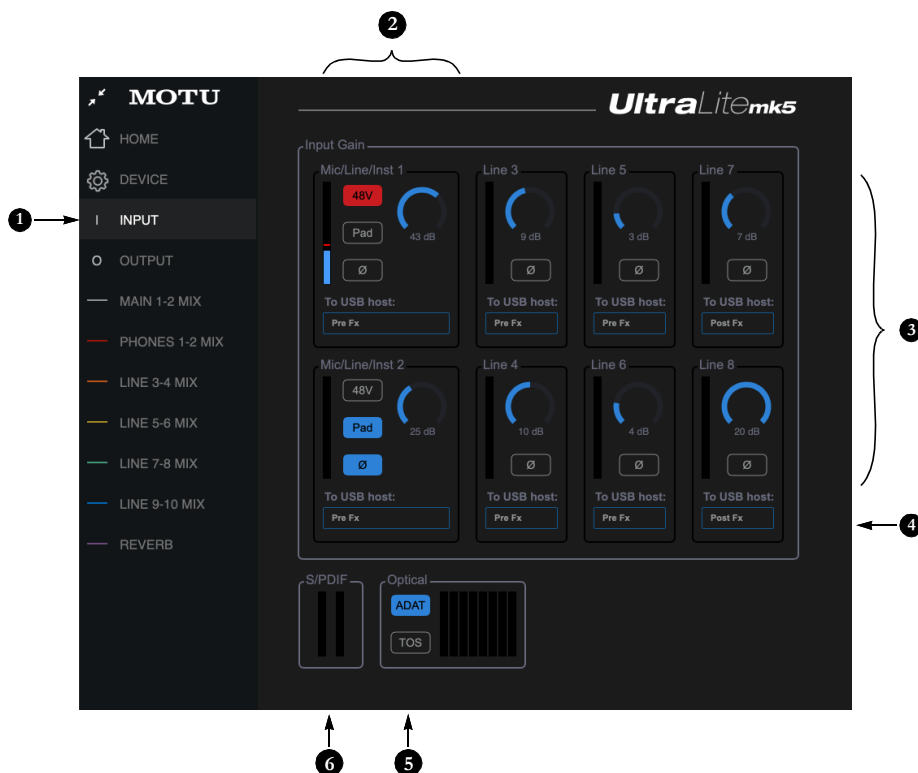 2
MOTU
UltraLitemk5
HOME
DEVICE
1
I INPUT
O OUTPUT
MAIN 1-2 MIX
PHONES 1-2 MIX
LINE 3-4 MIX
LINE 5-6 MIX
LINE 7-8 MIX
LINE 9-10 MIX
REVERB
Input Gain
Mic/Line/Inst 1
48V
Pad
Ø
43 dB
To USB host:
Pre Fx
Line 3
9 dB
Ø
To USB host:
Pre Fx
Line 5
3 dB
Ø
To USB host:
Pre Fx
Line 7
7 dB
Ø
To USB host:
Post Fx
3
Mic/Line/Inst 2
48V
Pad
Ø
25 dB
To USB host:
Pre Fx
Line 4
10 dB
Ø
To USB host:
Pre Fx
Line 6
4 dB
Ø
To USB host:
Pre Fx
Line 8
20 dB
Ø
To USB host:
Post Fx
4
S/PDIF
Optical
ADAT
TOS
6
5